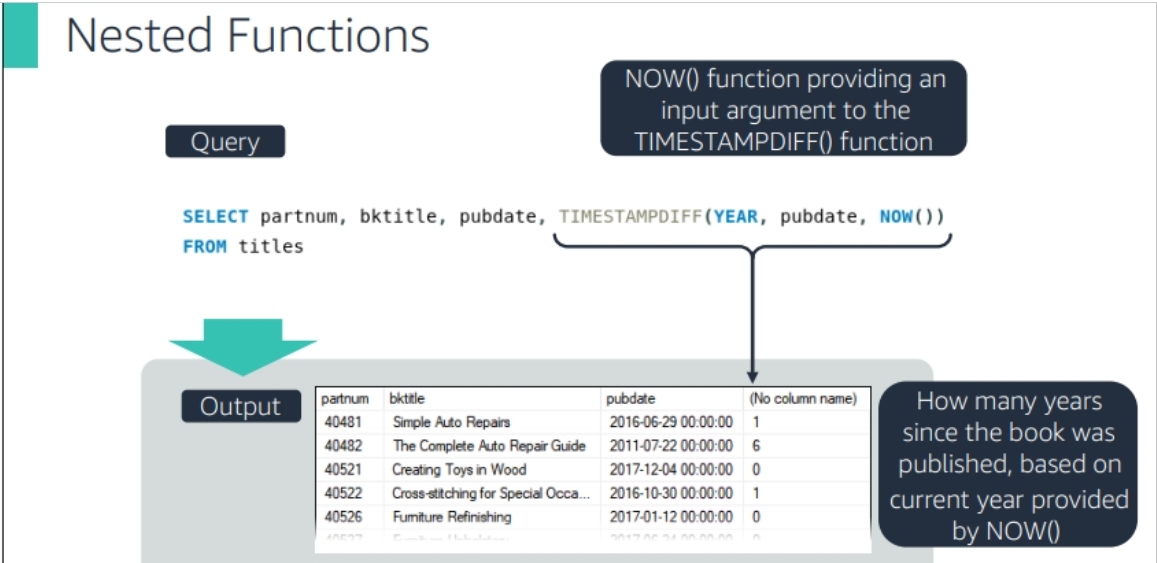 Nested Functions
NOW() function providing an
input argument to the
TIMESTAMPDIFF() function
Query
SELECT partnum, bktitle, pubdate, TIMESTAMPDIFF(YEAR, pubdate, NOW())
FROM titles
Output
partnum bktitle pubdate (No column name)
40481 Simple Auto Repairs 2016-06-29 00:00:00 1
40482 The Complete Auto Repair Guide 2011-07-22 00:00:00 6
40521 Creating Toys in Wood 2017-12-04 00:00:00 0
40522 Cross-stitching for Special Occa... 2016-10-30 00:00:00 1
40526 Furniture Refinishing 2017-01-12 00:00:00 0
How many years
since the book was
published, based on
current year provided
by NOW()